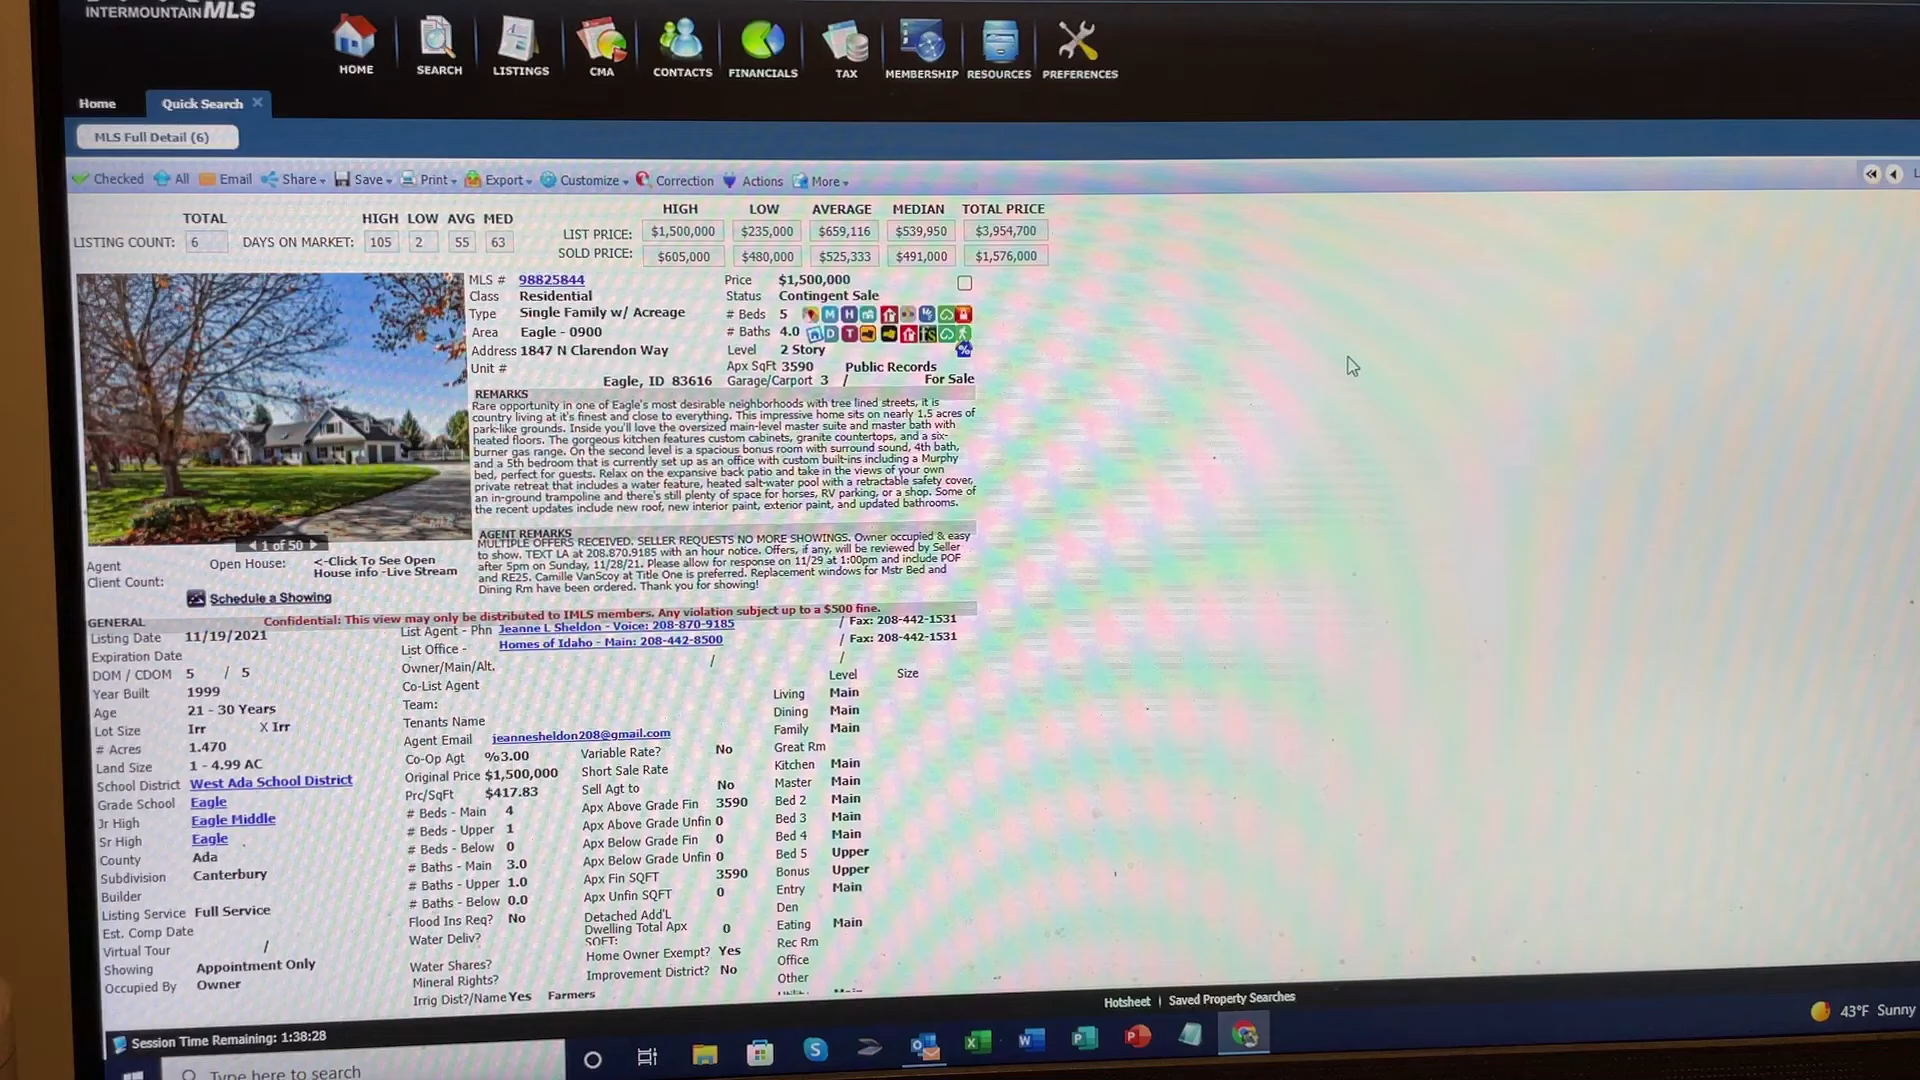 INTERMOUNTAIN MLS
HOME SEARCH LISTINGS CMA CONTACTS FINANCIALS TAX MEMBERSHIP RESOURCES PREFERENCES
Home Quick Search
MLS Full Detail (6)
Checked All Email Share Save Print Export Customize Correction Actions More
TOTAL HIGH LOW AVG MED
LISTING COUNT: 6 DAYS ON MARKET: 105 2 55 63
HIGH LOW AVERAGE MEDIAN TOTAL PRICE
LIST PRICE: $1,500,000 $235,000 $659,116 $539,950 $3,954,700
SOLD PRICE: $605,000 $480,000 $525,333 $491,000 $1,576,000
MLS # 98825844 Price $1,500,000
Class Residential Status Contingent Sale
Type Single Family w/ Acreage # Beds 5
Area Eagle - 0900 # Baths 4.0
Address 1847 N Clarendon Way Level 2 Story
Unit # Apx SqFt 3590 Public Records
Eagle, ID 83616 Garage/Carport 3 / For Sale
REMARKS
Rare opportunity in one of Eagle's most desirable neighborhoods with tree lined streets, it is
country living at it's finest and close to everything. This impressive home sits on nearly 1.5 acres of
park-like grounds. Inside you'll love the oversized main-level master suite and master bath with
heated floors. The gorgeous kitchen features custom cabinets, granite countertops, and a six-
burner gas range. On the second level is a spacious bonus room with surround sound, 4th bath,
and a 5th bedroom that is currently set up as an office with custom built-ins including a Murphy
bed, perfect for guests. Relax on the expansive back patio and take in the views of your own
private retreat that includes a water feature, heated salt-water pool with a retractable safety cover,
an in-ground trampoline and there's still plenty of space for horses, RV parking, or a shop. Some of
the recent updates include new roof, new interior paint, exterior paint, and updated bathrooms.
AGENT REMARKS
MULTIPLE OFFERS RECEIVED. SELLER REQUESTS NO MORE SHOWINGS. Owner occupied & easy
to show. TEXT LA at 208.870.9185 with an hour notice. Offers, if any, will be reviewed by Seller
after 5pm on Sunday, 11/28/21. Please allow for response on 11/29 at 1:00pm and include POF
and RE25. Camille VanScoy at Title One is preferred. Replacement windows for Mstr Bed and
Dining Rm have been ordered. Thank you for showing!
1 of 50
Agent Open House: <-Click To See Open
Client Count: House info -Live Stream
Schedule a Showing
GENERAL Confidential: This view may only be distributed to IMLS members. Any violation subject up to a $500 fine.
Listing Date 11/19/2021
Expiration Date
DOM / CDOM 5 / 5
Year Built 1999
Age 21 - 30 Years
Lot Size Irr X Irr
# Acres 1.470
Land Size 1 - 4.99 AC
School District West Ada School District
Grade School Eagle
Jr High Eagle Middle
Sr High Eagle
County Ada
Subdivision Canterbury
Builder
Listing Service Full Service
Est. Comp Date
Virtual Tour /
Showing Appointment Only
Occupied By Owner
List Agent - Phn Jeanne L Sheldon - Voice: 208-870-9185 / Fax: 208-442-1531
List Office - Homes of Idaho - Main: 208-442-8500 / Fax: 208-442-1531
Owner/Main/Alt. / /
Co-List Agent
Team:
Tenants Name
Agent Email jeannesheldon208@gmail.com
Co-Op Agt %3.00
Original Price $1,500,000
Prc/SqFt $417.83
# Beds - Main 4
# Beds - Upper 1
# Beds - Below 0
# Baths - Main 3.0
# Baths - Upper 1.0
# Baths - Below 0.0
Flood Ins Req? No
Water Deliv?
Water Shares?
Mineral Rights?
Irrig Dist?/Name Yes Farmers
Variable Rate? No
Short Sale Rate
Sell Agt to No
Apx Above Grade Fin 3590
Apx Above Grade Unfin 0
Apx Below Grade Fin 0
Apx Below Grade Unfin 0
Apx Fin SQFT 3590
Apx Unfin SQFT 0
Detached Add'L
Dwelling Total Apx 0
SQFT:
Home Owner Exempt? Yes
Improvement District? No
Level Size
Living Main
Dining Main
Family Main
Great Rm
Kitchen Main
Master Main
Bed 2 Main
Bed 3 Main
Bed 4 Main
Bed 5 Upper
Bonus Upper
Entry Main
Den
Eating Main
Rec Rm
Office
Other
Hotsheet | Saved Property Searches
Session Time Remaining: 1:38:28
43°F Sunny
Type here to search